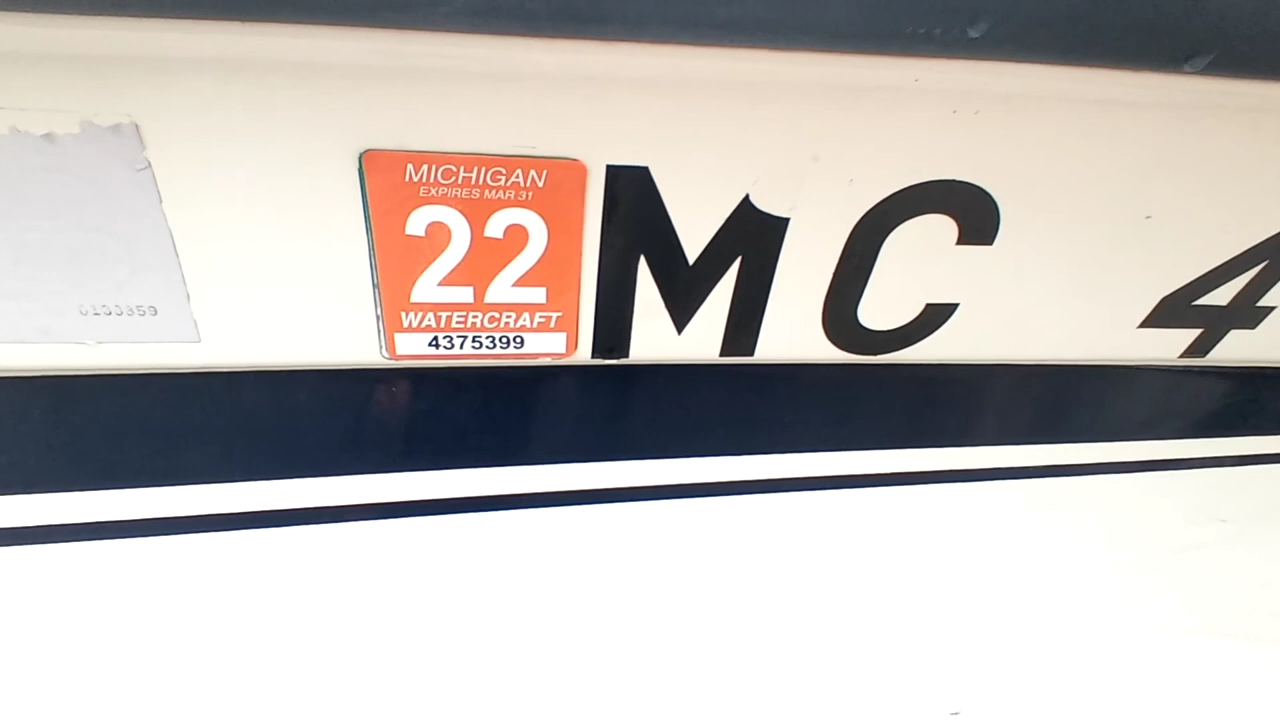 MICHIGAN
EXPIRES MAR 31
22
WATERCRAFT
4375399
MC 4